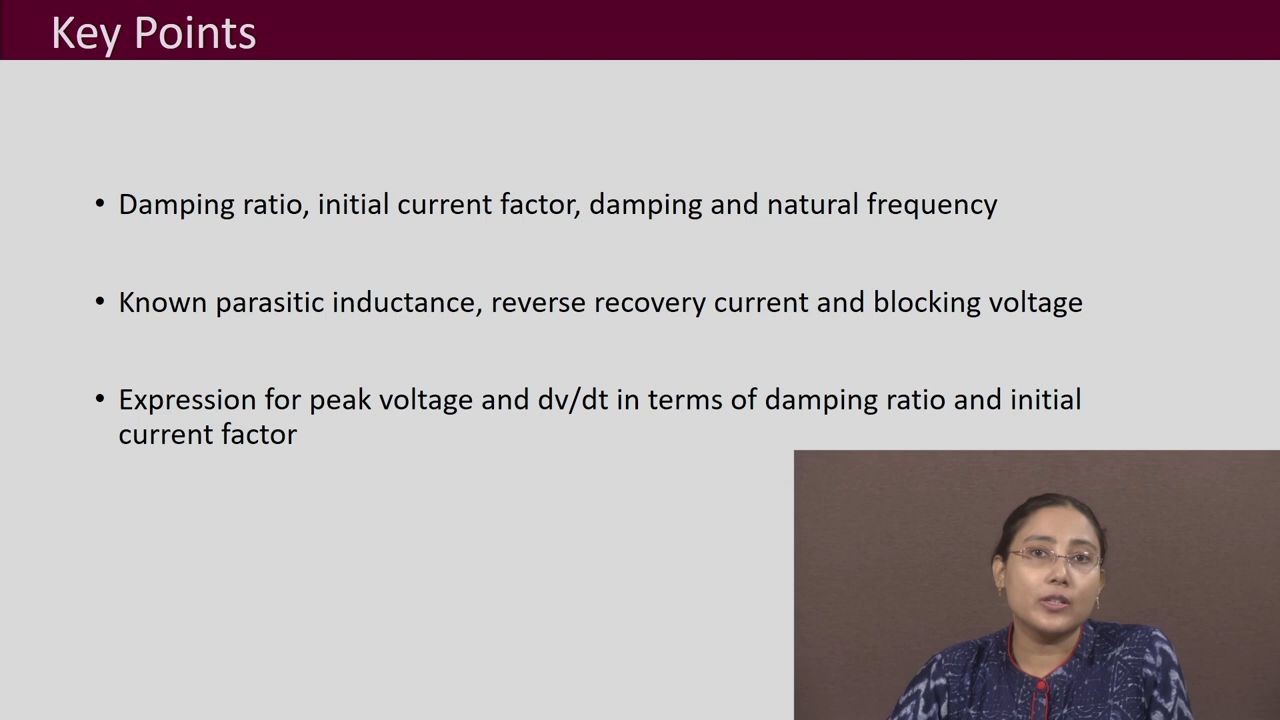 Key Points
• Damping ratio, initial current factor, damping and natural frequency
• Known parasitic inductance, reverse recovery current and blocking voltage
• Expression for peak voltage and dv/dt in terms of damping ratio and initial
current factor